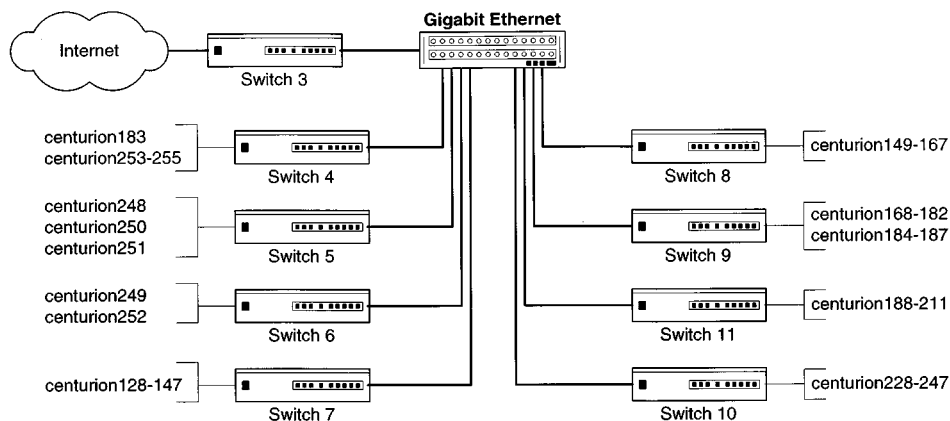 Gigabit Ethernet
Internet
Switch 3
centurion183
centurion253-255
Switch 4
centurion248
centurion250
centurion251
Switch 5
centurion249
centurion252
Switch 6
centurion128-147
Switch 7
centurion149-167
Switch 8
centurion168-182
centurion184-187
Switch 9
centurion188-211
Switch 11
centurion228-247
Switch 10